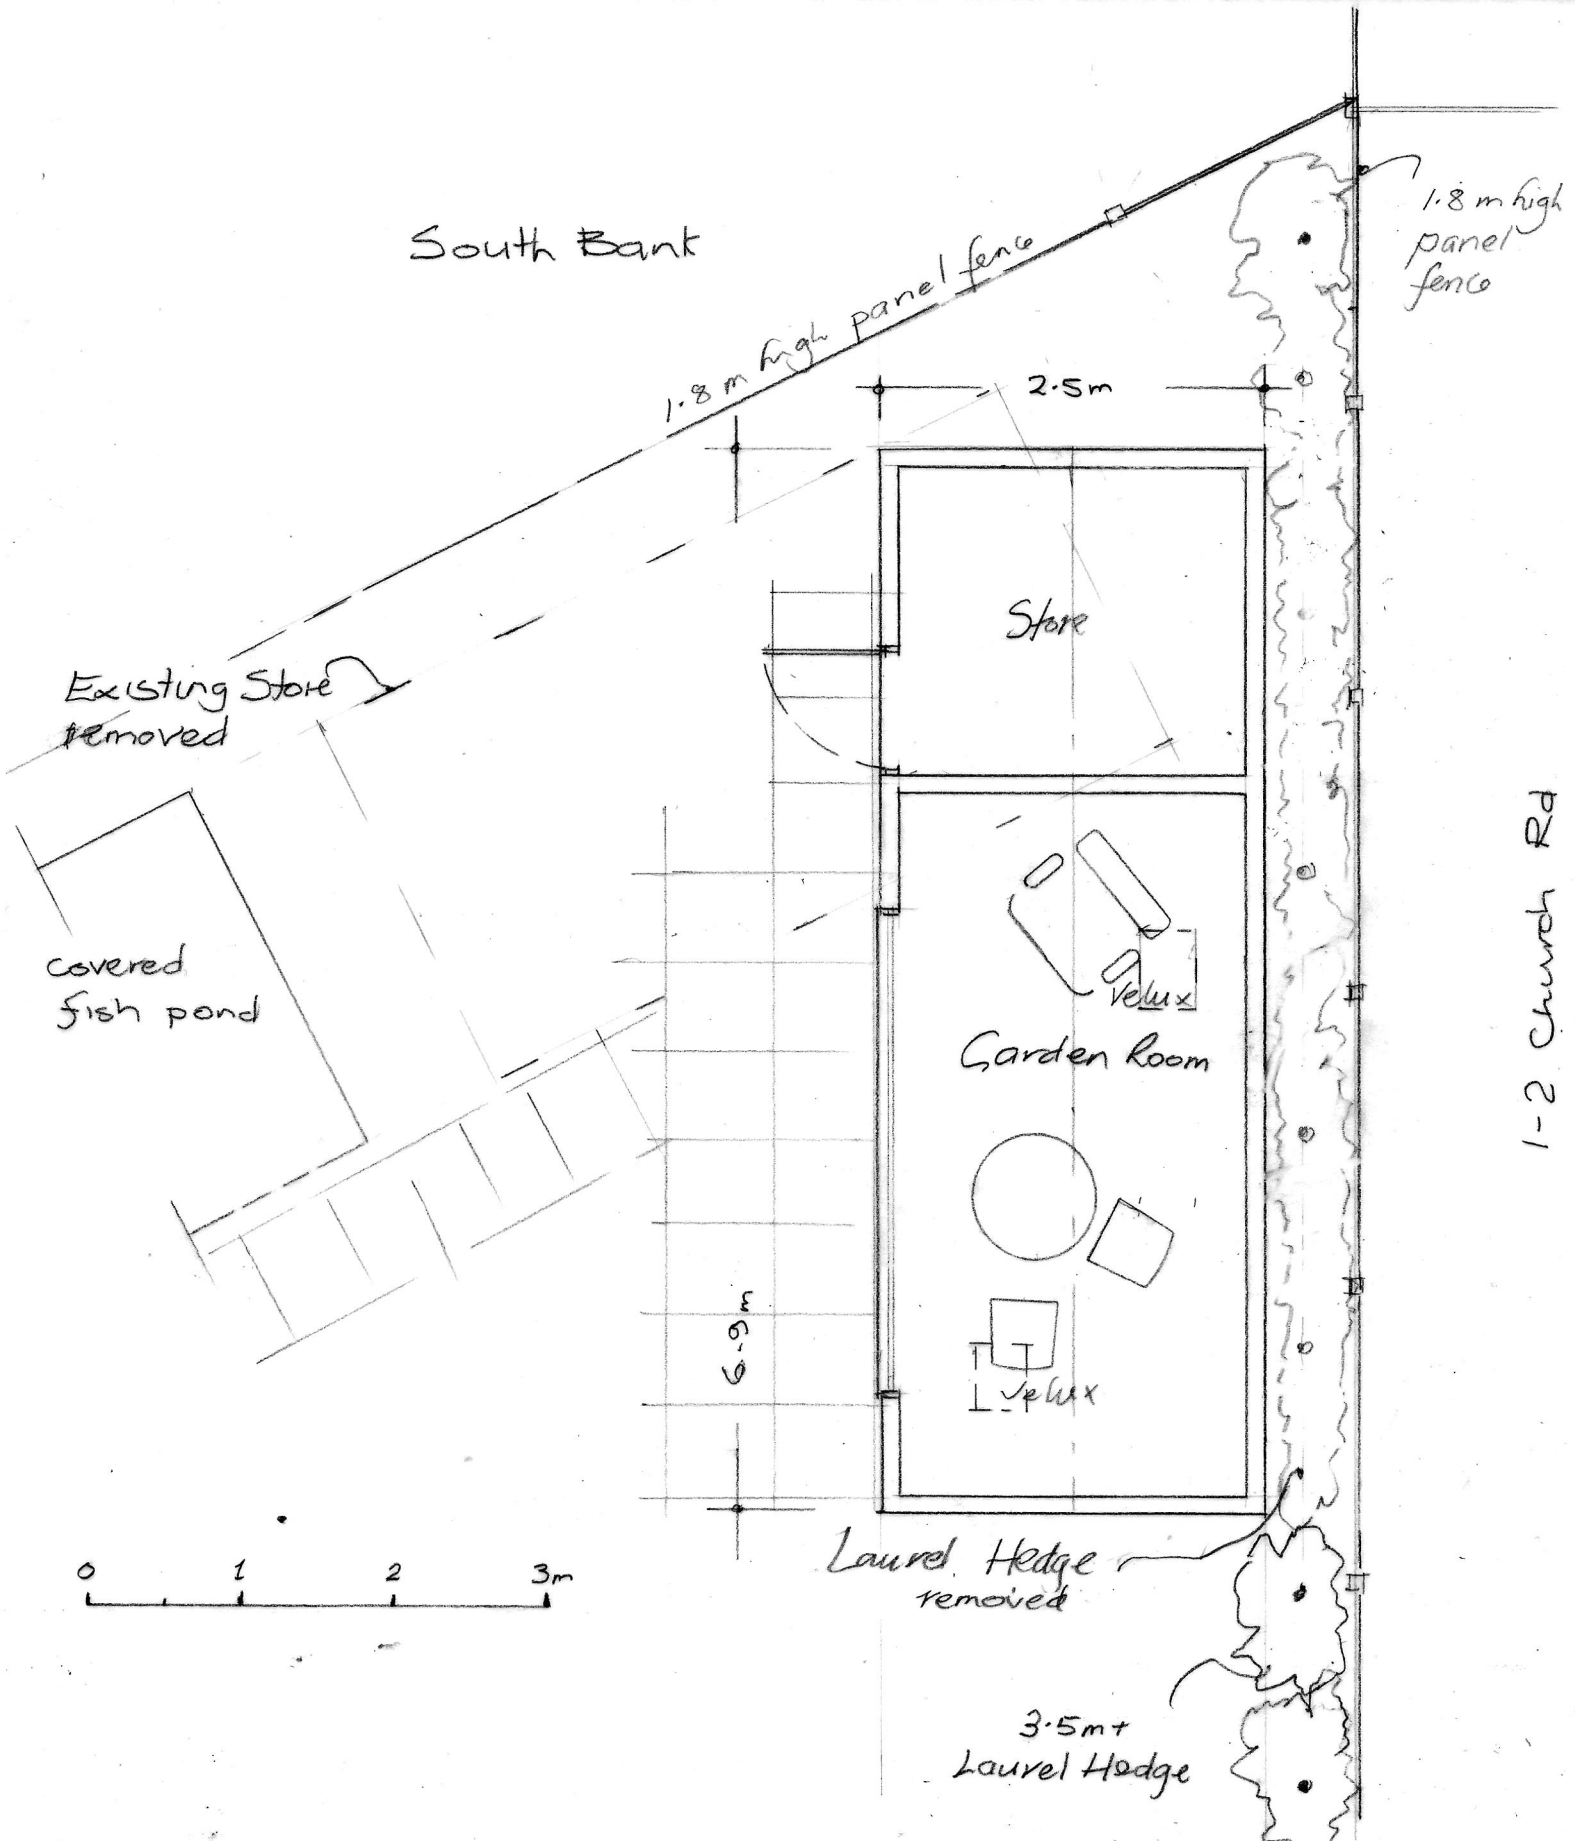 South Bank
1.8 m high panel fence
1.8 m high
panel
fence
2.5m
Store
Existing Store
removed
covered
fish pond
Velux
Garden Room
1-2 Church Rd
6.9m
Velux
Laurel Hedge
removed
0 1 2 3m
3.5m+
Laurel Hedge